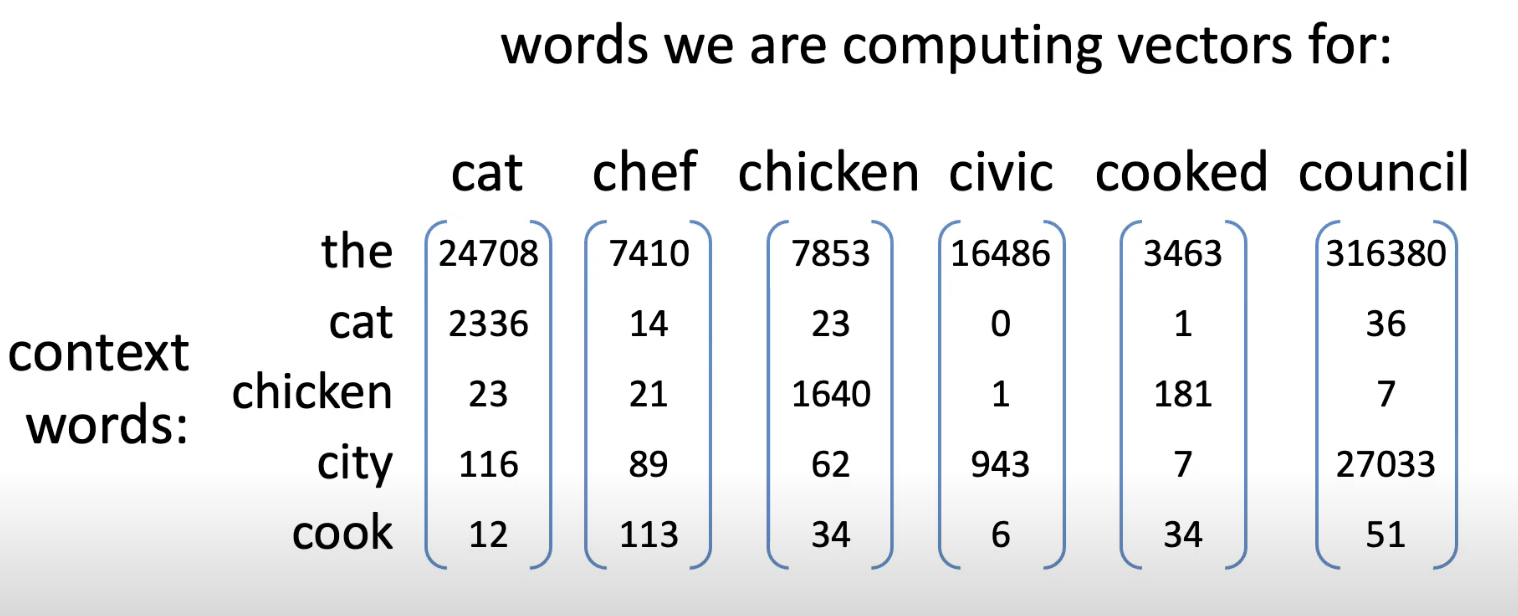 words we are computing vectors for:
cat chef chicken civic cooked council
the 24708 7410 7853 16486 3463 316380
cat 2336 14 23 0 1 36
context
chicken 23 21 1640 1 181 7
words:
city 116 89 62 943 7 27033
cook 12 113 34 6 34 51